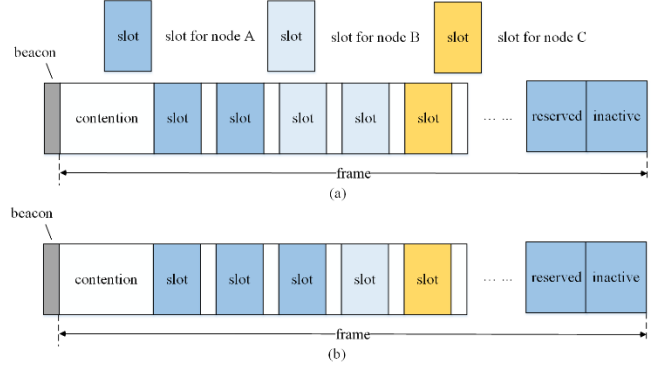 slot slot for node A slot slot for node B slot slot for node C
beacon
contention slot slot slot slot slot ... ... reserved inactive
frame
(a)
beacon
contention slot slot slot slot slot ... ... reserved inactive
frame
(b)